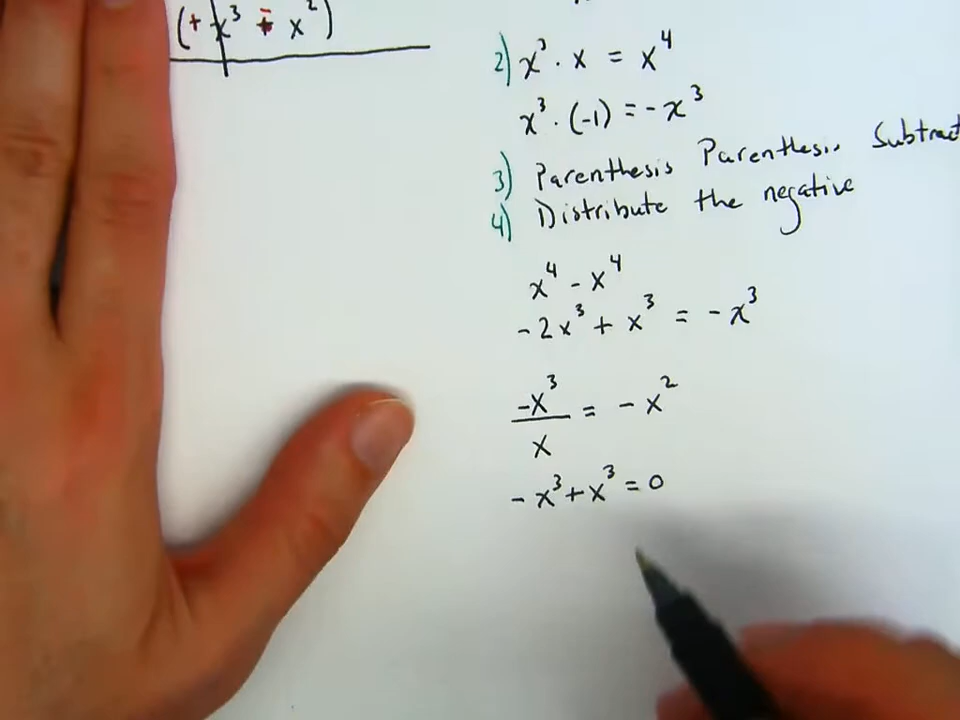 (+ x³ - x²)
2) x³ · x = x⁴
x³ · (-1) = -x³
3) Parenthesis Parenthesis Subtract
4) Distribute the negative
x⁴ - x⁴
-2x³ + x³ = -x³
-x³/x = -x²
-x³ + x³ = 0